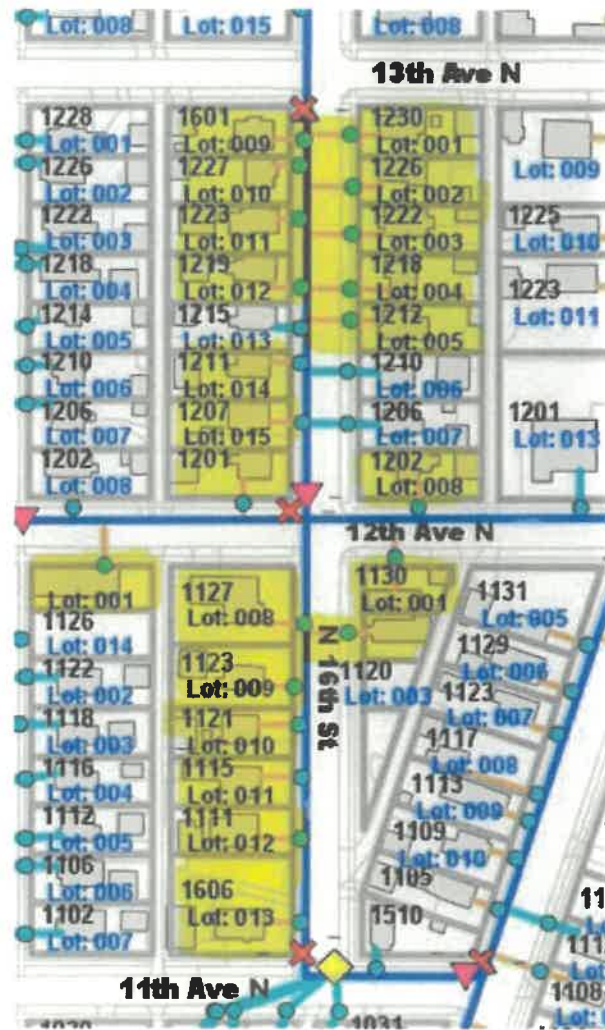 Lot: 008
Lot: 015
Lot: 008
13th Ave N
1228
Lot: 001
1226
Lot: 002
1222
Lot: 003
1218
Lot: 004
1214
Lot: 005
1210
Lot: 006
1206
Lot: 007
1202
Lot: 008
1601
Lot: 009
1227
Lot: 010
1223
Lot: 011
1219
Lot: 012
1215
Lot: 013
1211
Lot: 014
1207
Lot: 015
1201
1230
Lot: 001
1226
Lot: 002
1222
Lot: 003
1218
Lot: 004
1212
Lot: 005
1210
Lot: 006
1206
Lot: 007
1202
Lot: 008
Lot: 009
1225
Lot: 010
1223
Lot: 011
1201
Lot: 013
12th Ave N
Lot: 001
1126
Lot: 014
1122
Lot: 002
1118
Lot: 003
1116
Lot: 004
1112
Lot: 005
1106
Lot: 006
1102
Lot: 007
1127
Lot: 008
1123
Lot: 009
1121
Lot: 010
1115
Lot: 011
1111
Lot: 012
1606
Lot: 013
N 16th St
1130
Lot: 001
1120
Lot: 003
1131
Lot: 005
1129
Lot: 006
1123
Lot: 007
1117
Lot: 008
1113
Lot: 009
1109
Lot: 010
1105
1510
11th Ave N
1108
1031